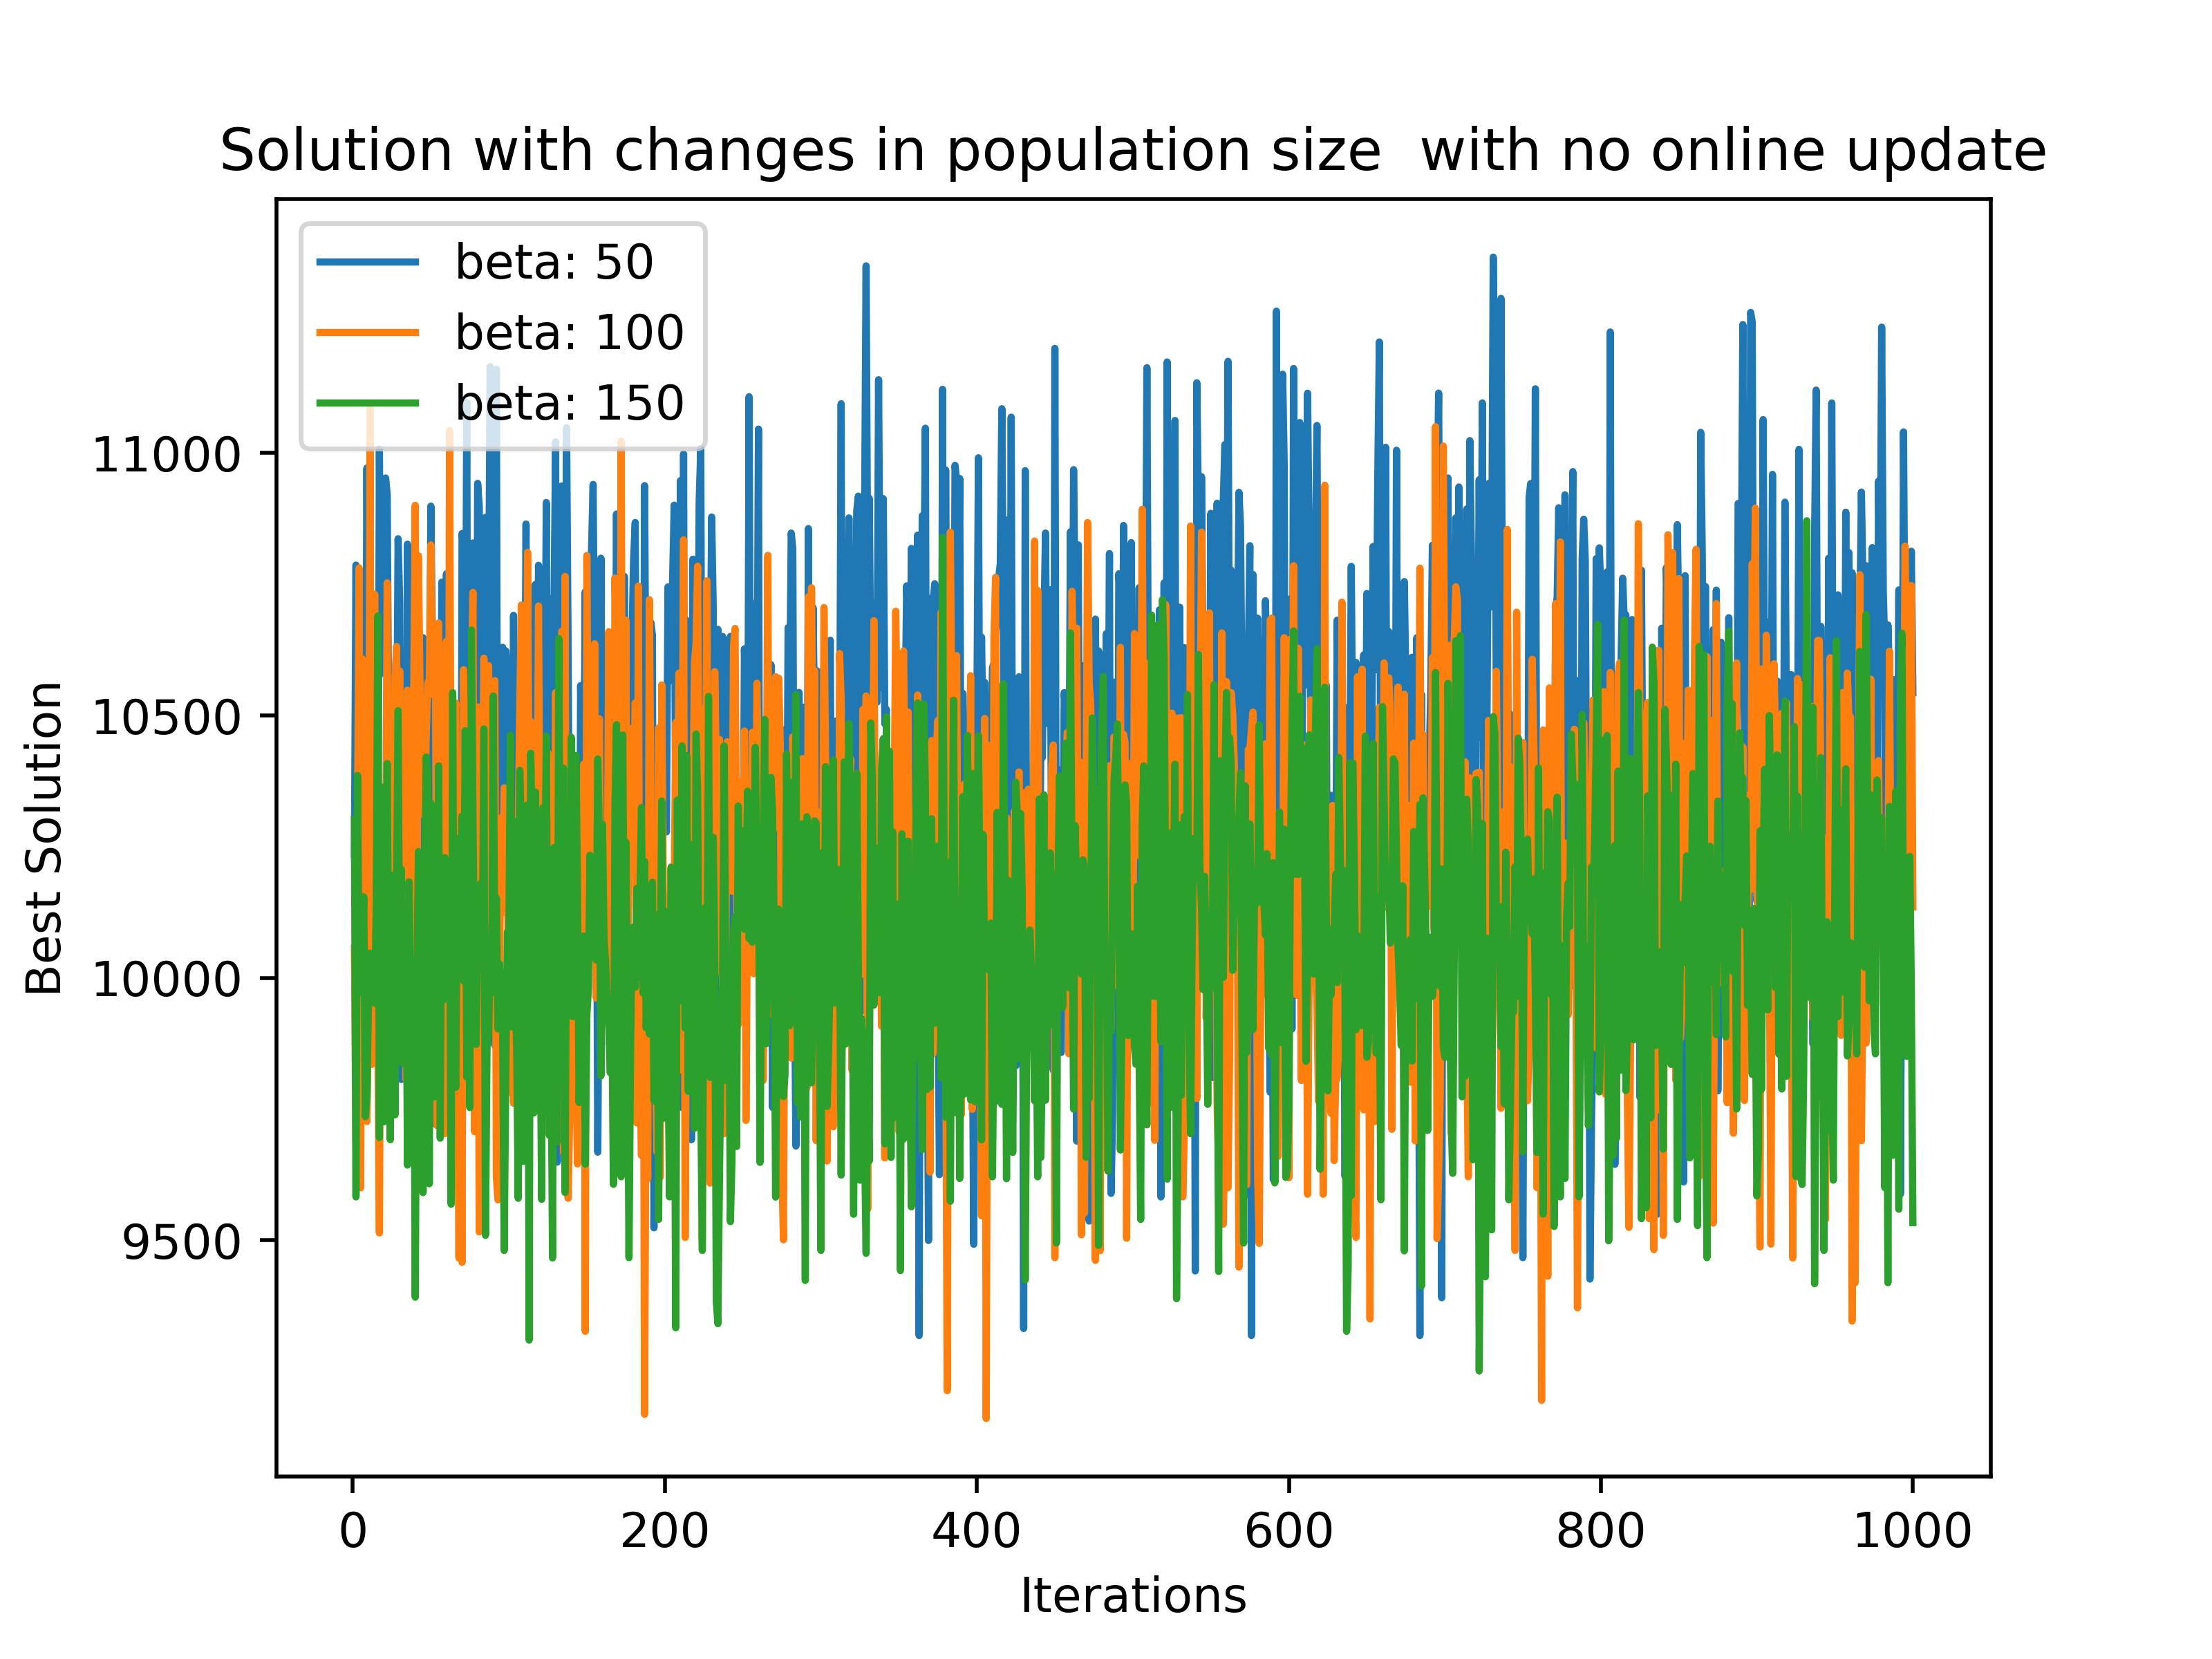 Solution with changes in population size  with no online update
beta: 50
beta: 100
beta: 150
11000
10500
10000
9500
Best Solution
0 200 400 600 800 1000
Iterations